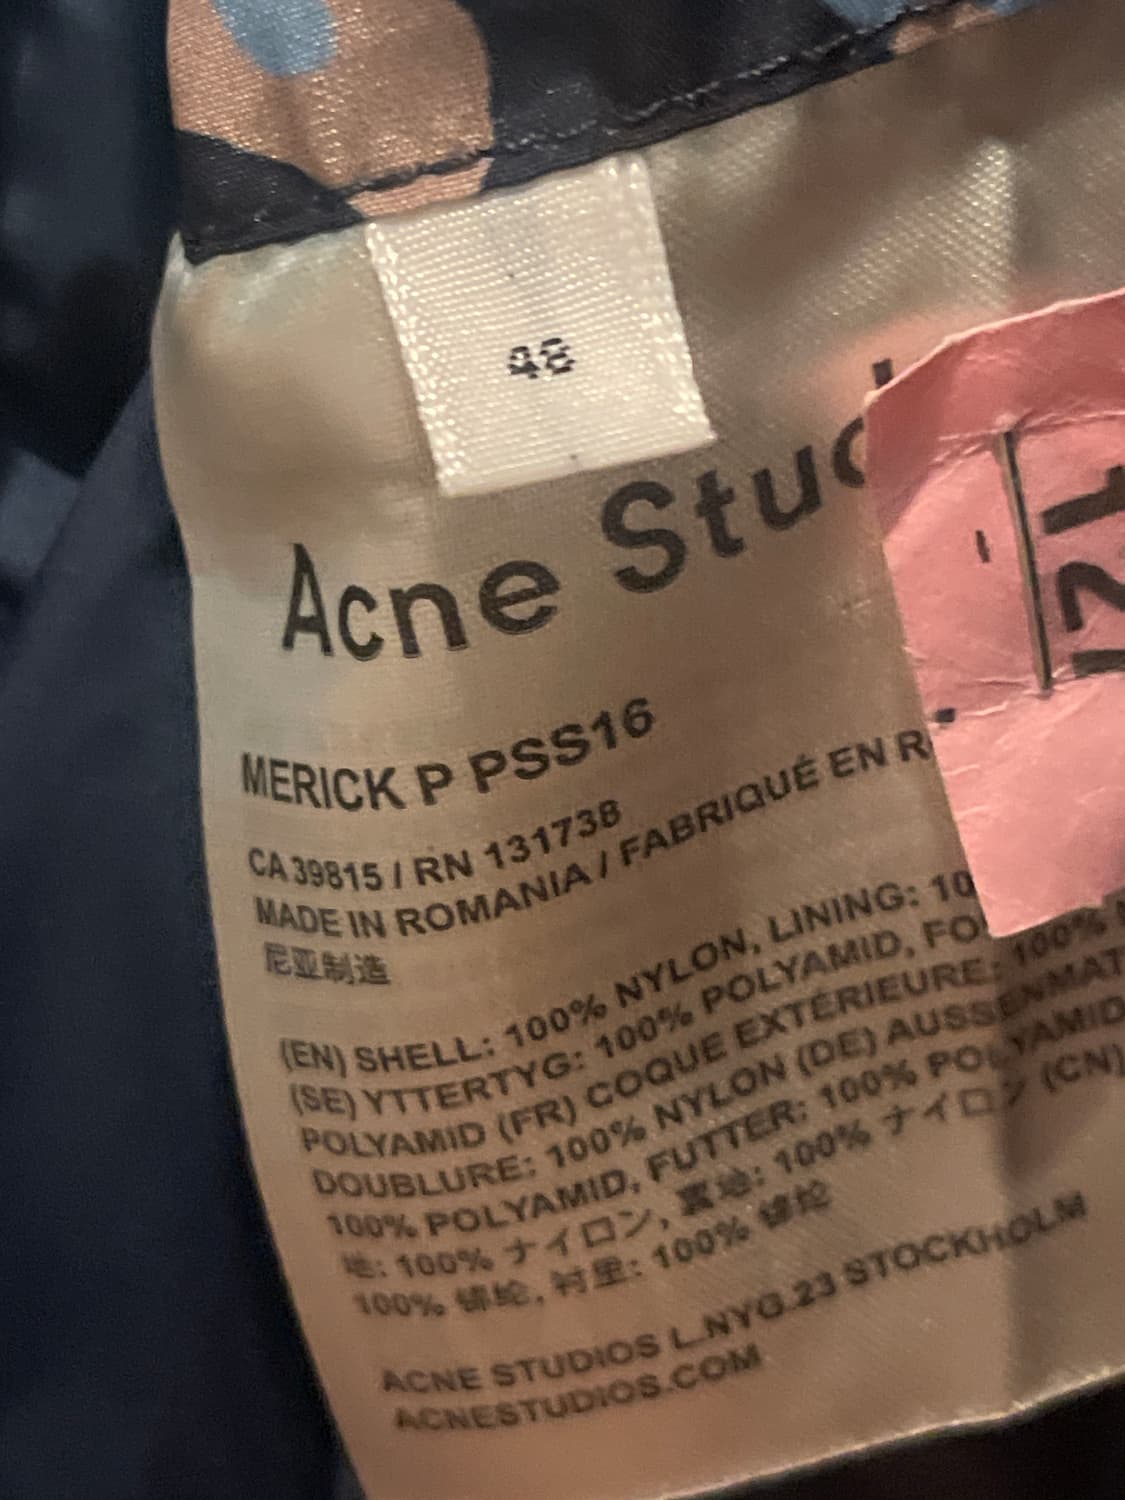 48
Acne Stud
MERICK P PSS16
CA 39815 / RN 131738
MADE IN ROMANIA / FABRIQUÉ EN R
尼亚制造
(EN) SHELL: 100% NYLON, LINING: 10
(SE) YTTERTYG: 100% POLYAMID, FO
POLYAMID (FR) COQUE EXTÉRIEURE: 100%
DOUBLURE: 100% NYLON (DE) AUSSENMAT
100% POLYAMID, FUTTER: 100% POLYAMID
地: 100% ナイロン, 裏地: 100% ナイロン (CN)
100% 锦纶, 衬里: 100% 锦纶
ACNE STUDIOS L.NYG.23 STOCKHOLM
ACNESTUDIOS.COM
121